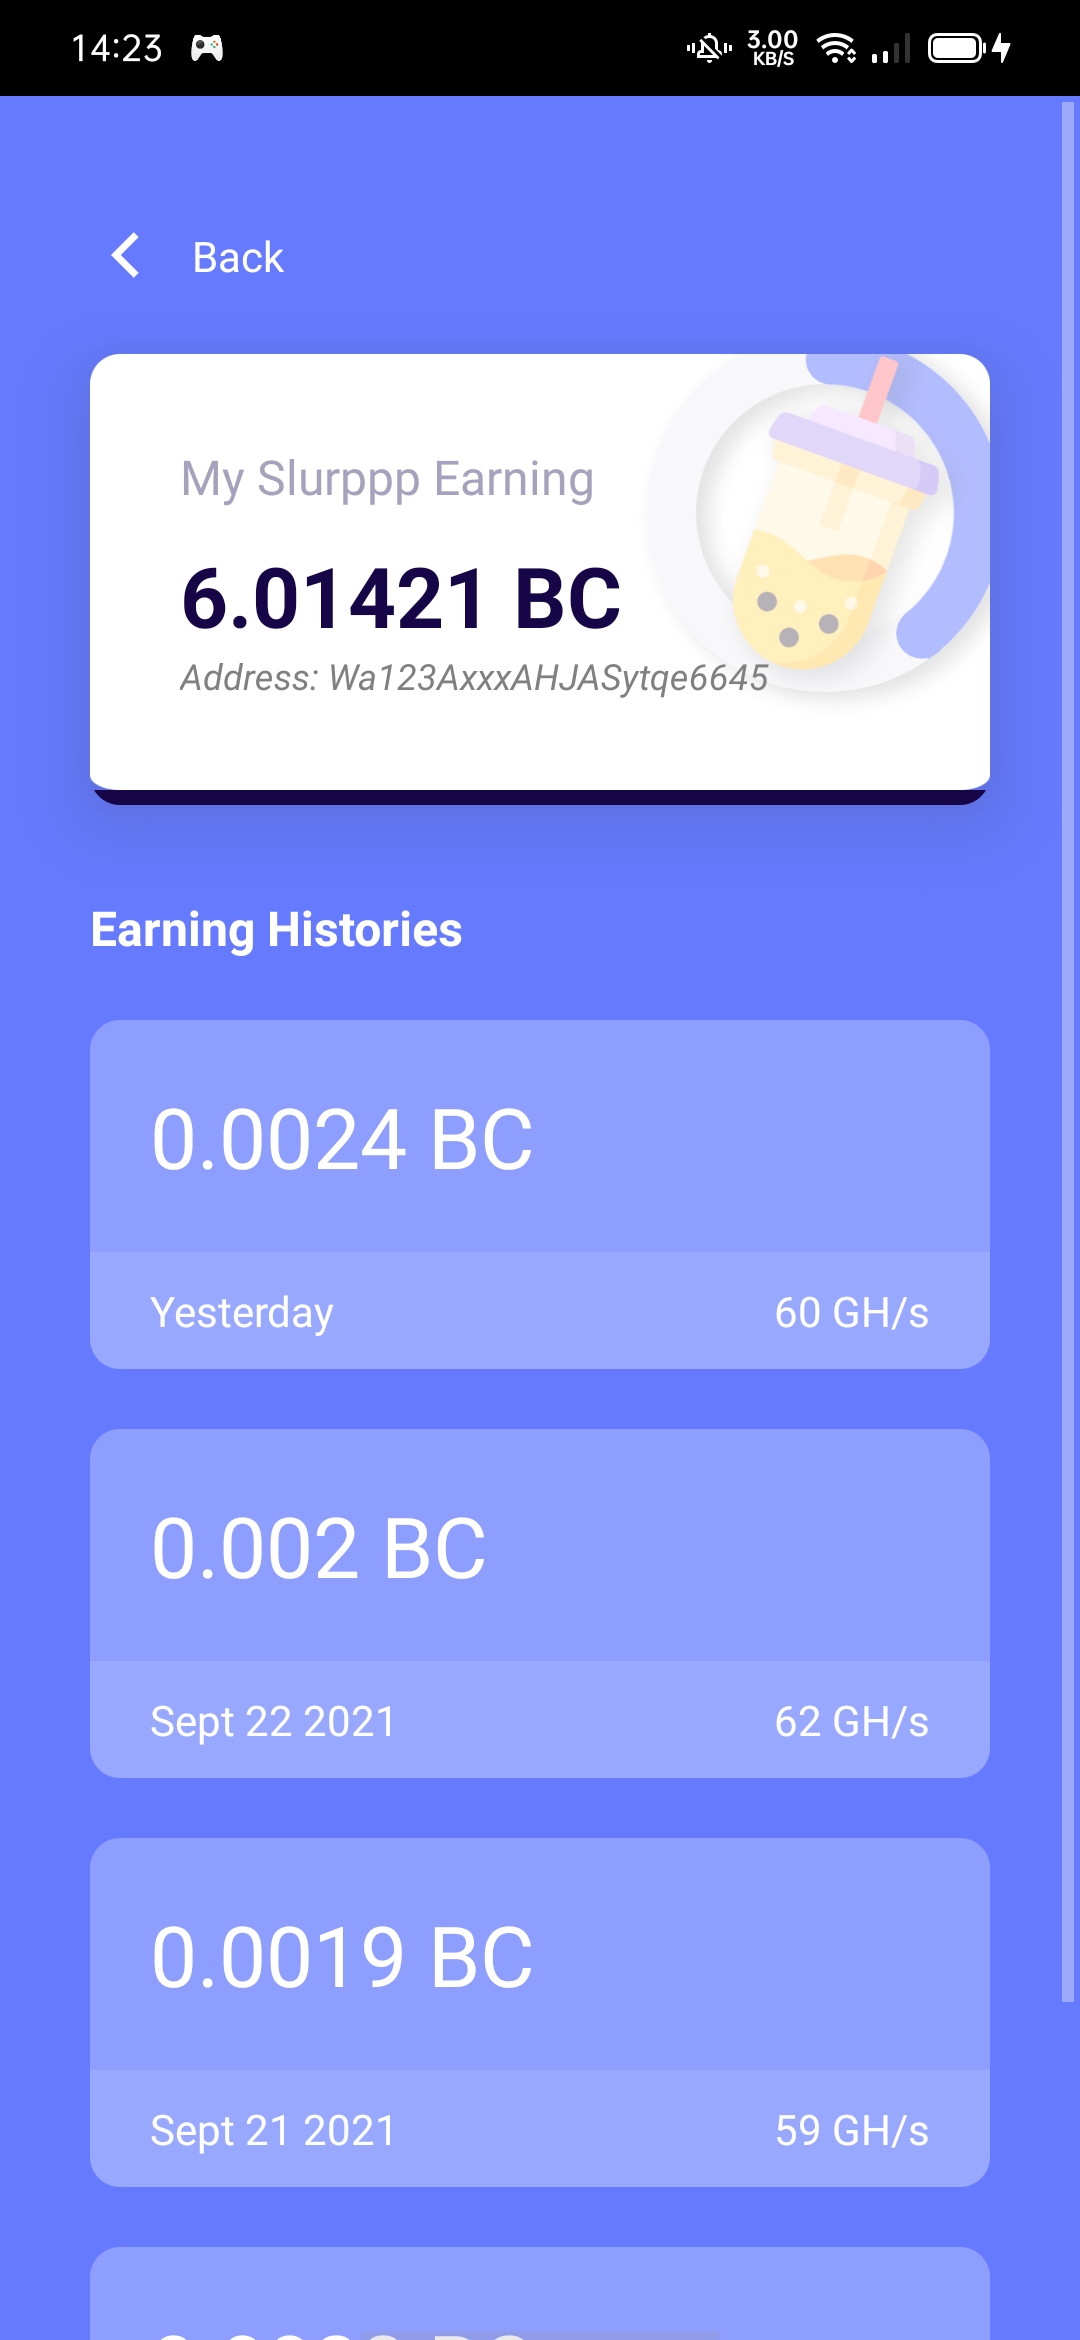 14:23
3.00
KB/S
Back
My Slurppp Earning
6.01421 BC
Address: Wa123AxxxAHJASytqe6645
Earning Histories
0.0024 BC
Yesterday 60 GH/s
0.002 BC
Sept 22 2021 62 GH/s
0.0019 BC
Sept 21 2021 59 GH/s